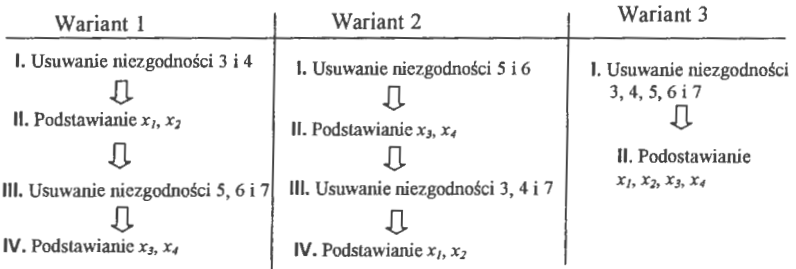 Wariant 1
I. Usuwanie niezgodności 3 i 4
II. Podstawianie x1, x2
III. Usuwanie niezgodności 5, 6 i 7
IV. Podstawianie x3, x4
Wariant 2
I. Usuwanie niezgodności 5 i 6
II. Podstawianie x3, x4
III. Usuwanie niezgodności 3, 4 i 7
IV. Podstawianie x1, x2
Wariant 3
I. Usuwanie niezgodności
3, 4, 5, 6 i 7
II. Podostawianie
x1, x2, x3, x4